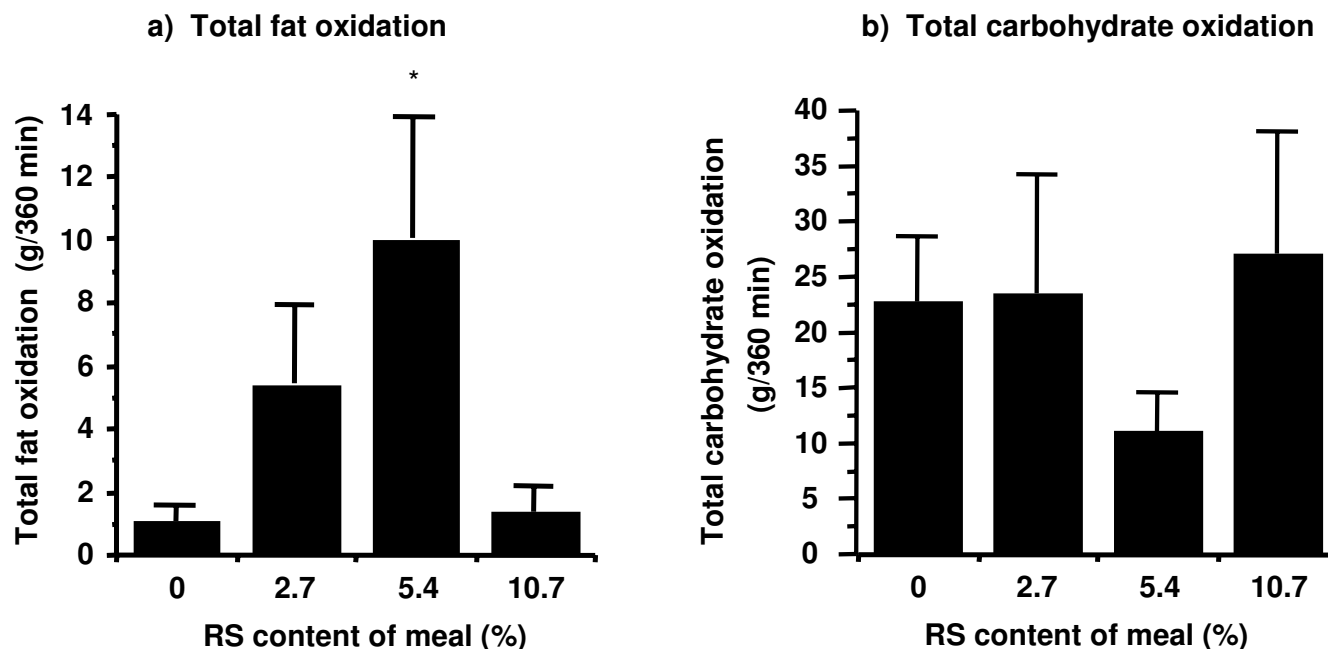 a) Total fat oxidation
*
Total fat oxidation (g/360 min)
14
12
10
8
6
4
2
0
0 2.7 5.4 10.7
RS content of meal (%)
b) Total carbohydrate oxidation
Total carbohydrate oxidation
(g/360 min)
40
35
30
25
20
15
10
5
0
0 2.7 5.4 10.7
RS content of meal (%)